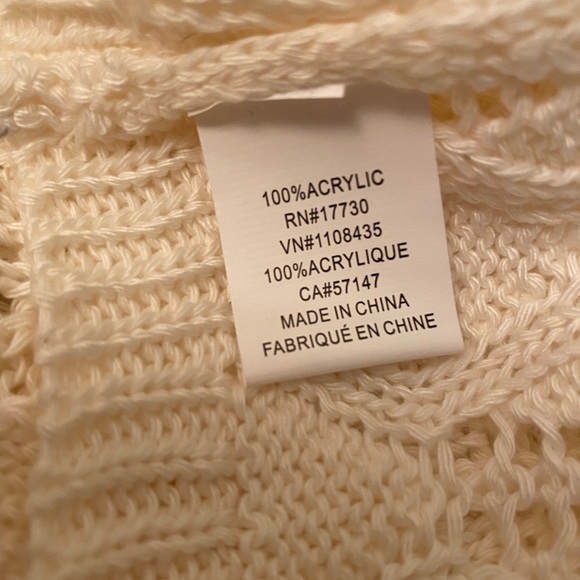 100%ACRYLIC
RN#17730
VN#1108435
100%ACRYLIQUE
CA#57147
MADE IN CHINA
FABRIQUÉ EN CHINE